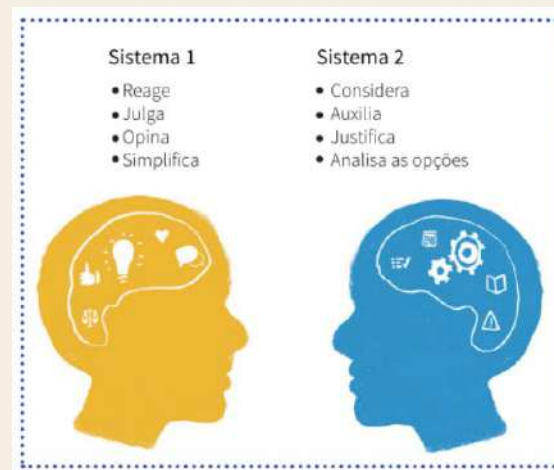 Sistema 1
• Reage
• Julga
• Opina
• Simplifica
Sistema 2
• Considera
• Auxilia
• Justifica
• Analisa as opções